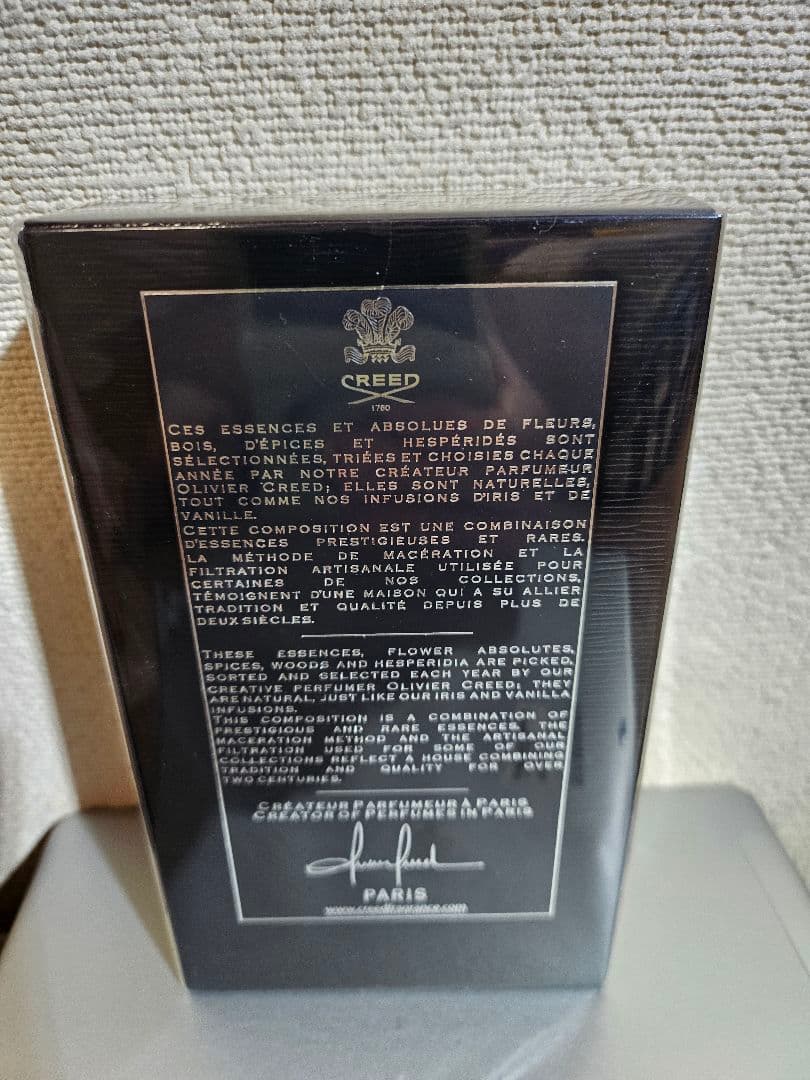 CREED
1760
CES ESSENCES ET ABSOLUES DE FLEURS,
BOIS, D'ÉPICES ET HESPÉRIDÉS SONT
SÉLECTIONNÉES, TRIÉES ET CHOISIES CHAQUE
ANNÉE PAR NOTRE CRÉATEUR PARFUMEUR
OLIVIER CREED; ELLES SONT NATURELLES,
TOUT COMME NOS INFUSIONS D'IRIS ET DE
VANILLE.
CETTE COMPOSITION EST UNE COMBINAISON
D'ESSENCES PRESTIGIEUSES ET RARES.
LA MÉTHODE DE MACÉRATION ET LA
FILTRATION ARTISANALE UTILISÉE POUR
CERTAINES DE NOS COLLECTIONS,
TÉMOIGNENT D'UNE MAISON QUI A SU ALLIER
TRADITION ET QUALITÉ DEPUIS PLUS DE
DEUX SIÈCLES.
THESE ESSENCES, FLOWER ABSOLUTES,
SPICES, WOODS AND HESPERIDIA ARE PICKED,
SORTED AND SELECTED EACH YEAR BY OUR
CREATIVE PERFUMER OLIVIER CREED; THEY
ARE NATURAL, JUST LIKE OUR IRIS AND VANILLA
INFUSIONS.
THIS COMPOSITION IS A COMBINATION OF
PRESTIGIOUS AND RARE ESSENCES. THE
MACERATION METHOD AND THE ARTISANAL
FILTRATION USED FOR SOME OF OUR
COLLECTIONS REFLECT A HOUSE COMBINING
TRADITION AND QUALITY FOR OVER
TWO CENTURIES.
CRÉATEUR PARFUMEUR À PARIS
CREATOR OF PERFUMES IN PARIS
PARIS
www.creedfragrance.com